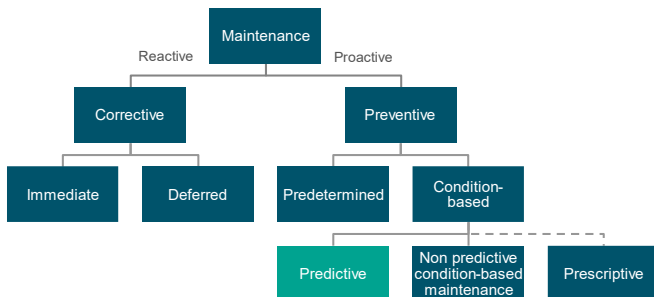 Maintenance
Reactive
Proactive
Corrective
Preventive
Immediate
Deferred
Predetermined
Condition-
based
Predictive
Non predictive
condition-based
maintenance
Prescriptive